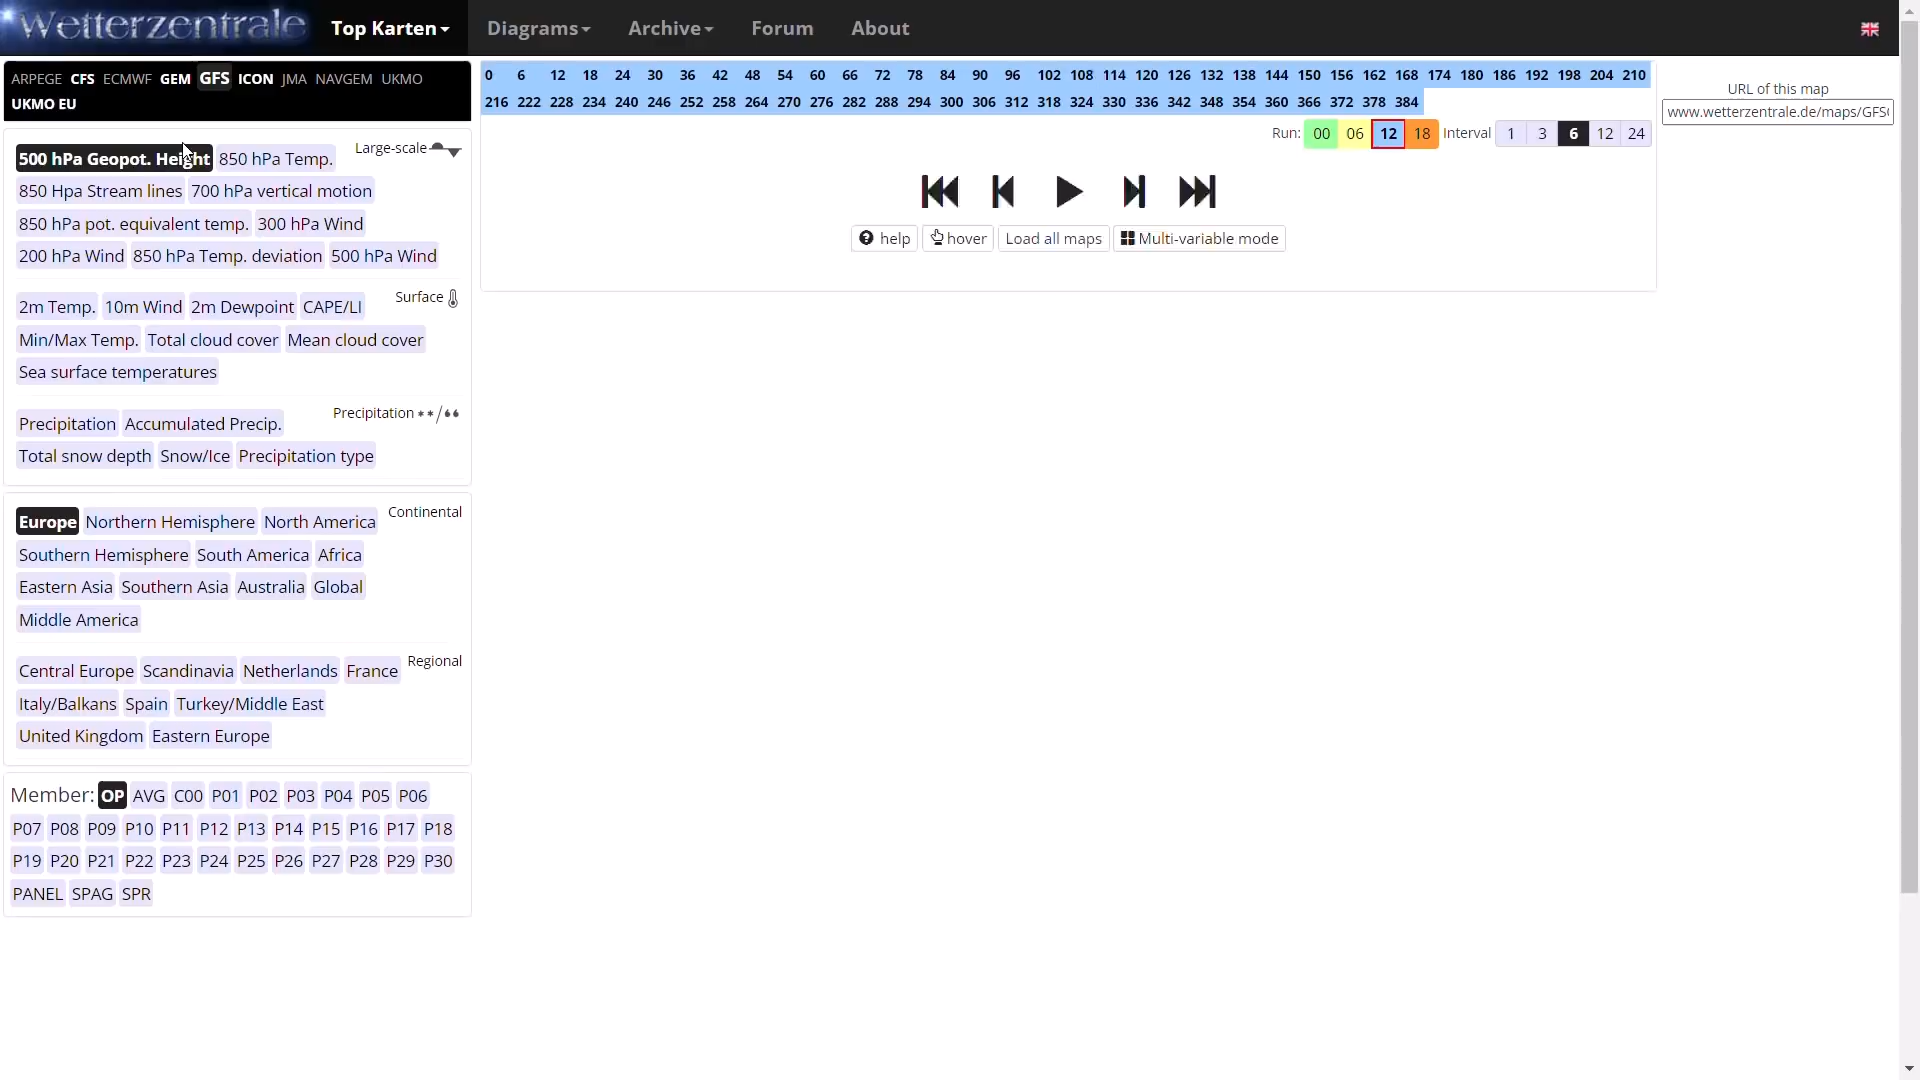 Wetterzentrale
Top Karten Diagrams Archive Forum About
ARPEGE CFS ECMWF GEM GFS ICON JMA NAVGEM UKMO
UKMO EU
500 hPa Geopot. Height 850 hPa Temp. Large-scale
850 Hpa Stream lines 700 hPa vertical motion
850 hPa pot. equivalent temp. 300 hPa Wind
200 hPa Wind 850 hPa Temp. deviation 500 hPa Wind
2m Temp. 10m Wind 2m Dewpoint CAPE/LI Surface
Min/Max Temp. Total cloud cover Mean cloud cover
Sea surface temperatures
Precipitation Accumulated Precip. Precipitation **/
Total snow depth Snow/Ice Precipitation type
Europe Northern Hemisphere North America Continental
Southern Hemisphere South America Africa
Eastern Asia Southern Asia Australia Global
Middle America
Central Europe Scandinavia Netherlands France Regional
Italy/Balkans Spain Turkey/Middle East
United Kingdom Eastern Europe
Member: OP AVG C00 P01 P02 P03 P04 P05 P06
P07 P08 P09 P10 P11 P12 P13 P14 P15 P16 P17 P18
P19 P20 P21 P22 P23 P24 P25 P26 P27 P28 P29 P30
PANEL SPAG SPR
0 6 12 18 24 30 36 42 48 54 60 66 72 78 84 90 96 102 108 114 120 126 132 138 144 150 156 162 168 174 180 186 192 198 204 210
216 222 228 234 240 246 252 258 264 270 276 282 288 294 300 306 312 318 324 330 336 342 348 354 360 366 372 378 384
Run: 00 06 12 18 Interval 1 3 6 12 24
help hover Load all maps Multi-variable mode
URL of this map
www.wetterzentrale.de/maps/GFS